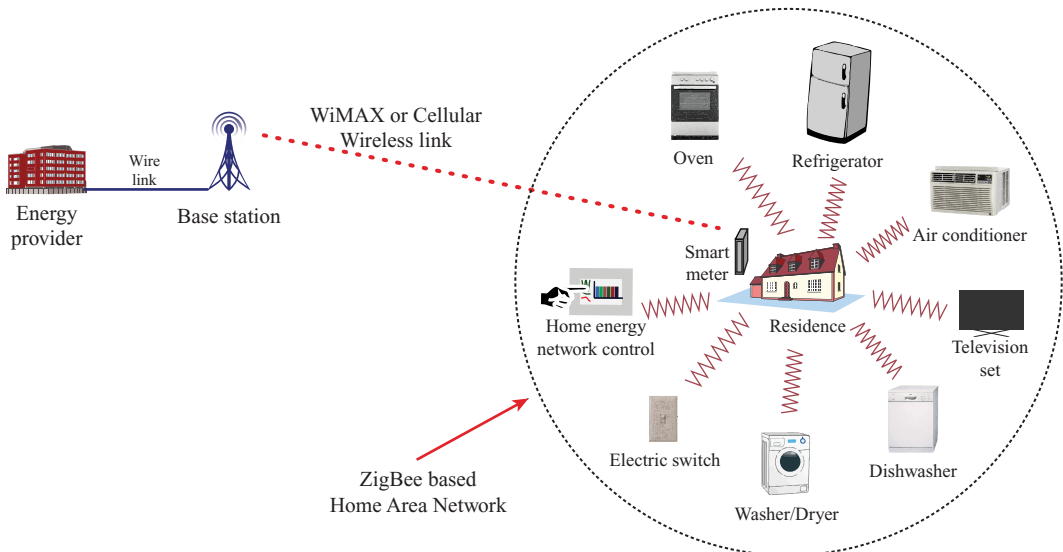 WiMAX or Cellular
Wireless link
Wire
link
Energy
provider
Base station
Oven
Refrigerator
Air conditioner
Smart
meter
Home energy
network control
Residence
Television
set
Electric switch
Dishwasher
Washer/Dryer
ZigBee based
Home Area Network